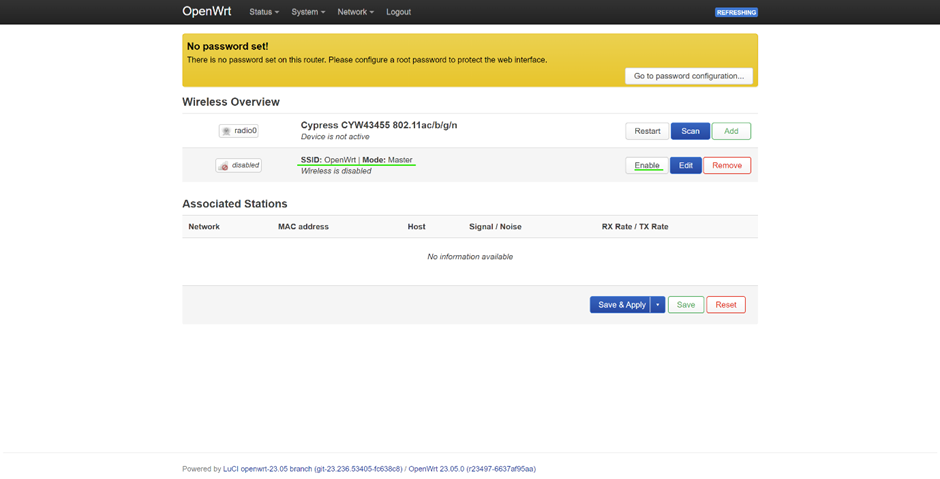 OpenWrt Status System Network Logout REFRESHING
No password set!
There is no password set on this router. Please configure a root password to protect the web interface.
Go to password configuration...
Wireless Overview
radio0 Cypress CYW43455 802.11ac/b/g/n Restart Scan Add
Device is not active
disabled SSID: OpenWrt | Mode: Master Enable Edit Remove
Wireless is disabled
Associated Stations
Network MAC address Host Signal / Noise RX Rate / TX Rate
No information available
Save & Apply Save Reset
Powered by LuCI openwrt-23.05 branch (git-23.236.53405-fc638c8) / OpenWrt 23.05.0 (r23497-6637af95aa)